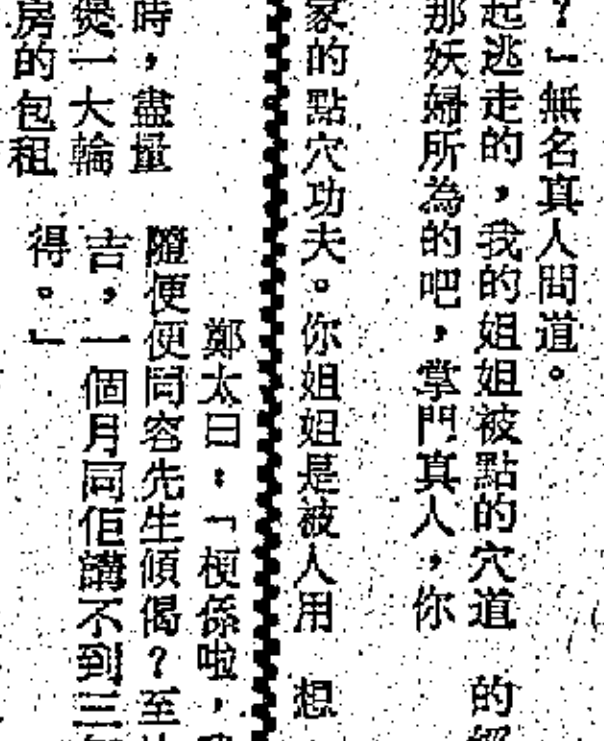 ？」無名真人問道。
起逃走的，我的姐姐被點的穴道
的
那妖婦所為的吧，掌門真人，你
家的點穴功夫。你姐姐是被人用
想
時，盡量
煲一大輪
房的包租
鄭太曰：「梗係啦，
隨便便同容先生傾偈？至
吉，一個月同佢講不到三
得。」